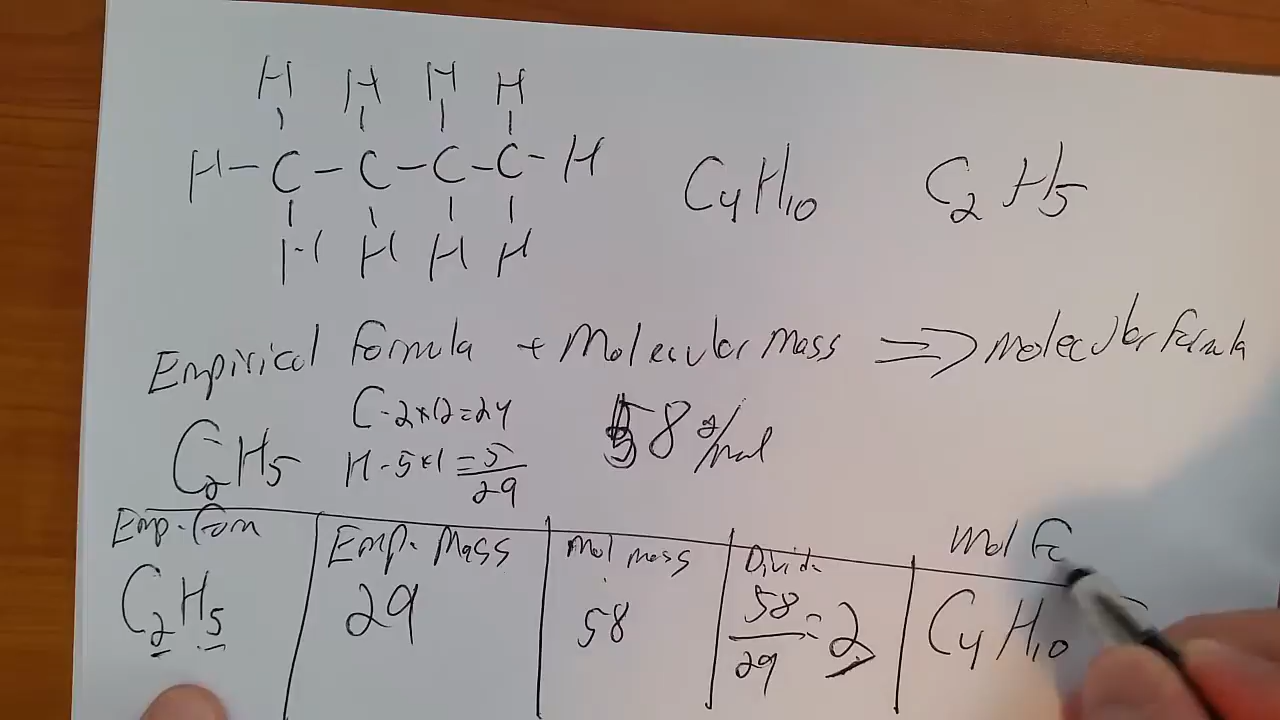 H H H H
H-C-C-C-C-H C4H10 C2H5
H H H H
Empirical Formula + Molecular Mass => molecular formula
C-2*12=24
C2H5 H-5*1=5 58 g/mol
29
Emp. Form Emp. Mass mol mass Divide mol Fo
C2H5 29 58 58/29=2 C4H10